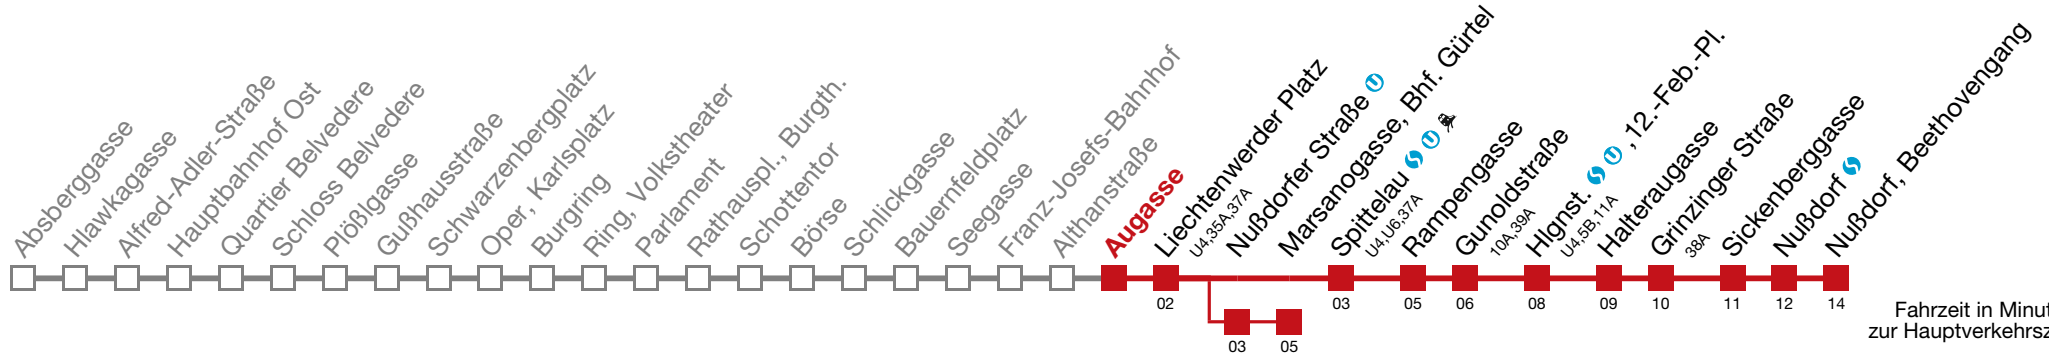 Absberggasse
Hlawkagasse
Alfred-Adler-Straße
Hauptbahnhof Ost
Quartier Belvedere
Schloss Belvedere
Plößlgasse
Gußhausstraße
Schwarzenbergplatz
Oper, Karlsplatz
Burgring
Ring, Volkstheater
Parlament
Rathauspl., Burgth.
Schottentor
Börse
Schlickgasse
Bauernfeldplatz
Seegasse
Franz-Josefs-Bahnhof
Althanstraße
Augasse
Liechtenwerder Platz
U4,35A,37A
Nußdorfer Straße U
Marsanogasse, Bhf. Gürtel
Spittelau S U
U4,U6,37A
Rampengasse
Gunoldstraße
10A,39A
Hlgnst. S U , 12.-Feb.-Pl.
U4,5B,11A
Halteraugasse
Grinzinger Straße
38A
Sickenberggasse
Nußdorf S
Nußdorf, Beethovengang
02
03
05
06
08
09
10
11
12
14
03
05
Fahrzeit in Minut
zur Hauptverkehrsz